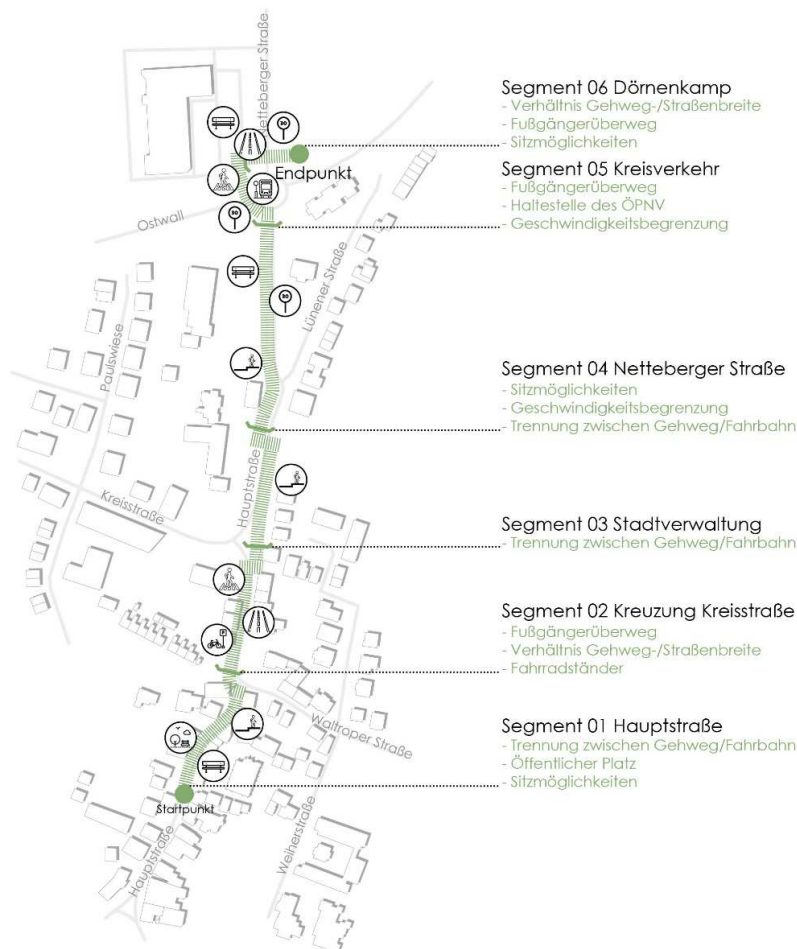 Netteberger Straße
Segment 06 Dörnenkamp
- Verhältnis Gehweg-/Straßenbreite
- Fußgängerüberweg
- Sitzmöglichkeiten
30
Endpunkt
Segment 05 Kreisverkehr
- Fußgängerüberweg
- Haltestelle des ÖPNV
- Geschwindigkeitsbegrenzung
30
Ostwall
Lünener Straße
30
Paulswiese
Segment 04 Netteberger Straße
- Sitzmöglichkeiten
- Geschwindigkeitsbegrenzung
- Trennung zwischen Gehweg/Fahrbahn
Hauptstraße
Kreisstraße
Segment 03 Stadtverwaltung
- Trennung zwischen Gehweg/Fahrbahn
Segment 02 Kreuzung Kreisstraße
- Fußgängerüberweg
- Verhältnis Gehweg-/Straßenbreite
- Fahrradständer
P
Waltroper Straße
Segment 01 Hauptstraße
- Trennung zwischen Gehweg/Fahrbahn
- Öffentlicher Platz
- Sitzmöglichkeiten
Startpunkt
Hauptstraße
Weiherstraße